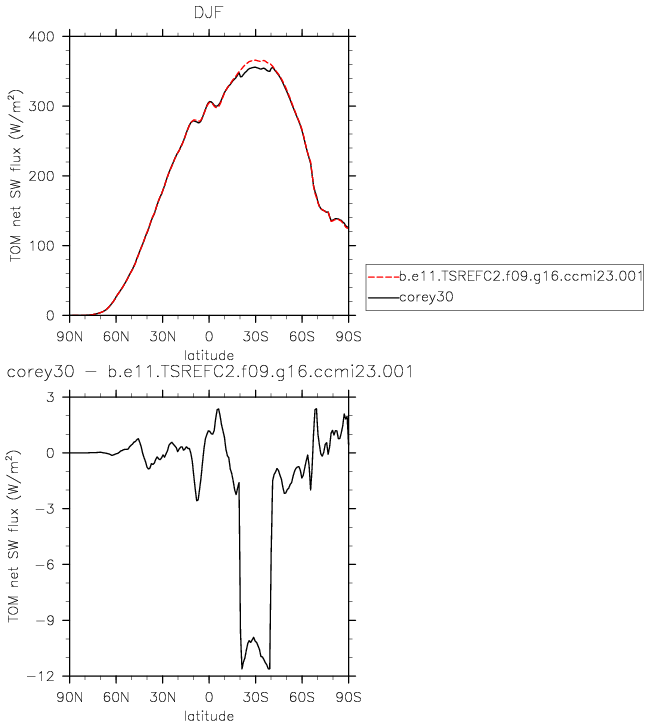 DJF
TOM net SW flux (W/m²)
400
300
200
100
0
90N 60N 30N 0 30S 60S 90S
latitude
b.e11.TSREFC2.f09.g16.ccmi23.001
corey30
corey30 − b.e11.TSREFC2.f09.g16.ccmi23.001
TOM net SW flux (W/m²)
3
0
−3
−6
−9
−12
90N 60N 30N 0 30S 60S 90S
latitude